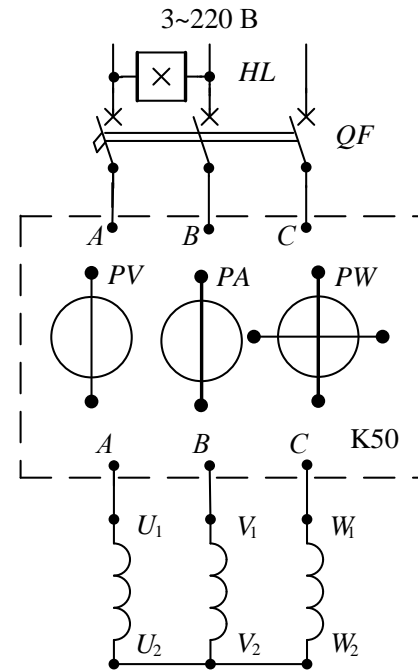 3~220 В
HL
QF
A B C
PV PA PW
A B C K50
U1 V1 W1
U2 V2 W2